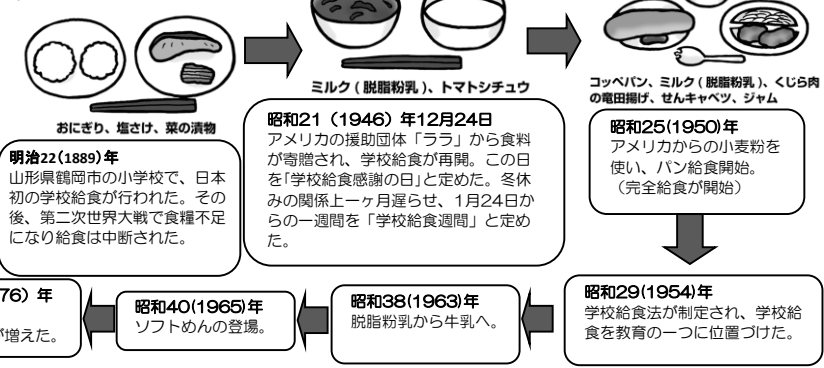 おにぎり、塩さけ、菜の漬物
ミルク(脱脂粉乳)、トマトシチュウ
コッペパン、ミルク(脱脂粉乳)、くじら肉
の竜田揚げ、せんキャベツ、ジャム
明治22(1889)年
山形県鶴岡市の小学校で、日本
初の学校給食が行われた。その
後、第二次世界大戦で食糧不足
になり給食は中断された。
昭和21(1946)年12月24日
アメリカの援助団体「ララ」から食料
が寄贈され、学校給食が再開。この日
を「学校給食感謝の日」と定めた。冬休
みの関係上一ヶ月遅らせ、1月24日か
らの一週間を「学校給食週間」と定め
た。
昭和25(1950)年
アメリカからの小麦粉を
使い、パン給食開始。
(完全給食が開始)
昭和29(1954)年
学校給食法が制定され、学校給
食を教育の一つに位置づけた。
昭和38(1963)年
脱脂粉乳から牛乳へ。
昭和40(1965)年
ソフトめんの登場。
76)年
が増えた。